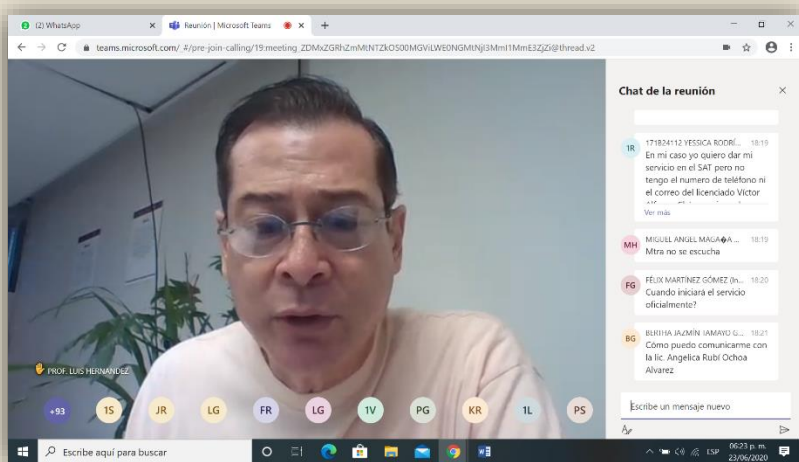 (2) WhatsApp
Reunión | Microsoft Teams
teams.microsoft.com/_#/pre-join-calling/19:meeting_
Chat de la reunión
1R
171824112 YESSICA RODRÍ... 18:19
En mi caso yo quiero dar mi
servicio en el SAT pero no
tengo el numero de teléfono ni
el correo del licenciado Víctor
Ver más
MH
MIGUEL ANGEL MAGA�A ... 18:19
Mtra no se escucha
FG
FÉLIX MARTÍNEZ GÓMEZ (In... 18:20
Cuando iniciará el servicio
oficialmente?
BG
BERTHA JAZMÍN TAMAYO G... 18:21
Cómo puedo comunicarme con
la lic. Angelica Rubí Ochoa
Alvarez
PROF. LUIS HERNANDEZ
+93 1S JR LG FR LG 1V PG KR 1L PS
Escribe un mensaje nuevo
Escribe aquí para buscar
ESP
06:23 p. m.
23/06/2020